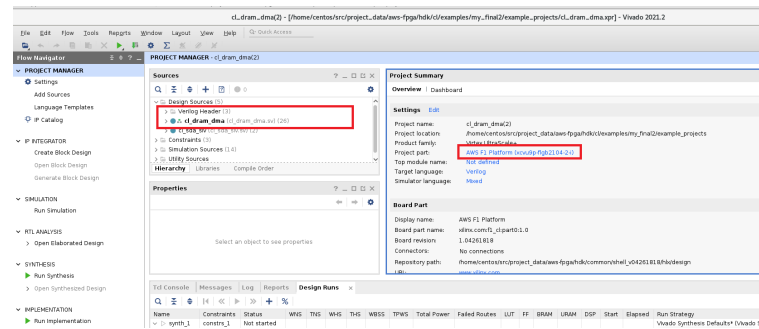 cl_dram_dma(2) - [/home/centos/src/project_data/aws-fpga/hdk/cl/examples/my_final2/example_projects/cl_dram_dma.xpr] - Vivado 2021.2
File Edit Flow Tools Reports Window Layout View Help Q- Quick Access
Flow Navigator
PROJECT MANAGER - cl_dram_dma(2)
PROJECT MANAGER
Settings
Add Sources
Language Templates
IP Catalog
IP INTEGRATOR
Create Block Design
Open Block Design
Generate Block Design
SIMULATION
Run Simulation
RTL ANALYSIS
Open Elaborated Design
SYNTHESIS
Run Synthesis
Open Synthesized Design
IMPLEMENTATION
Run Implementation
Sources
0
Design Sources (5)
Verilog Header (3)
cl_dram_dma (cl_dram_dma.sv) (26)
cl_sda_slv (cl_sda_slv.sv) (2)
Constraints (3)
Simulation Sources (14)
Utility Sources
Hierarchy Libraries Compile Order
Properties
Select an object to see properties
Project Summary
Overview | Dashboard
Settings Edit
Project name: cl_dram_dma(2)
Project location: /home/centos/src/project_data/aws-fpga/hdk/cl/examples/my_final2/example_projects
Product family: Virtex UltraScale+
Project part: AWS F1 Platform (xcvu9p-flgb2104-2-i)
Top module name: Not defined
Target language: Verilog
Simulator language: Mixed
Board Part
Display name: AWS F1 Platform
Board part name: xilinx.com:f1_cl:part0:1.0
Board revision: 1.04261818
Connectors: No connections
Repository path: /home/centos/src/project_data/aws-fpga/hdk/common/shell_v04261818/hlx/design
URL: www.xilinx.com
Tcl Console Messages Log Reports Design Runs
Name Constraints Status WNS TNS WHS THS WBSS TPWS Total Power Failed Routes LUT FF BRAM URAM DSP Start Elapsed Run Strategy
synth_1 constrs_1 Not started Vivado Synthesis Defaults* (Vivado